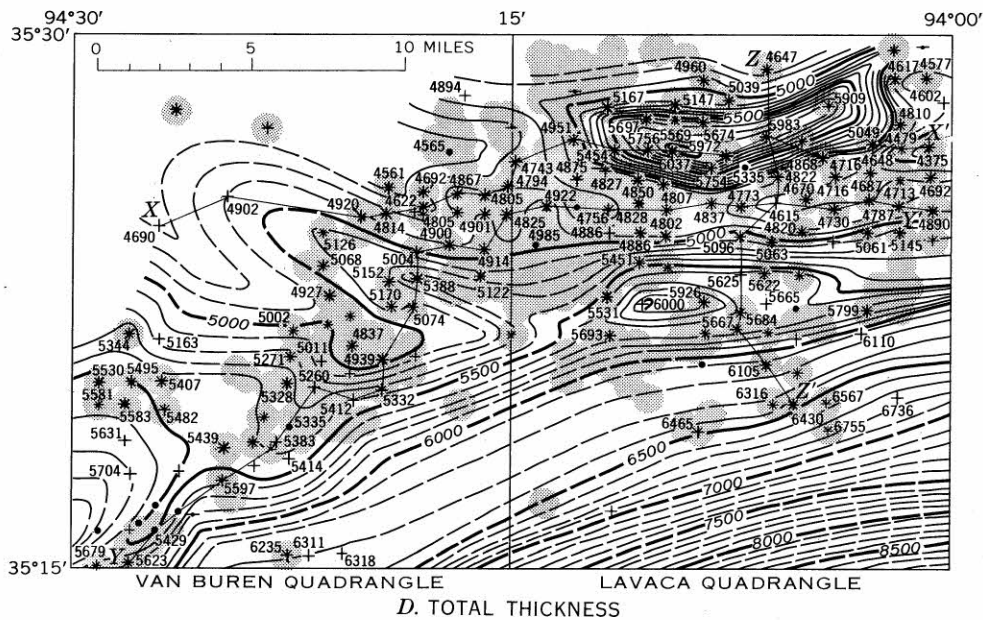 94°30' 15' 94°00'
35°30'
0 5 10 MILES
Z 4647
4960 5039 5000 4617 4577
4894 5167 5147 5500 5909 4602
4951 5697 5756 5569 5674 5983 4810
5972 5049 4479 X'
4565 4743 4875 5454 5037 5754 5335 4868 4716 4648 4375
4561 4692 4867 4794 4827 4850 4807 4822
4670 4716 4687 4713 4692
X 4902 4920 4622 4805 4922 4837 4773
4690 4814 4805 4901 4825 4756 4828 4802 4615 4730 4787 Y'
4900 4985 4886 4820 4890
5126 5004 4914 4886 5000 5096 5063 5061 5145
5068 5152 5388 5451
4927 5170 5122 5625 5622
5000 5002 5074 5531 5926 6000 5665 5799
5344 5163 5011 4837 5693 5667 5684 6110
5271 4939 5500
5530 5495 5407 5260 5332 6105
5581 5583 5482 5328 5412 6000 6316 Z' 6567 6736
5631 5439 5335 5383 6465 6430 6755
5704 5414 6500
5597 7000
5429 7500
5679 Y 5623 6235 6311 6318 8000 8500
35°15'
VAN BUREN QUADRANGLE LAVACA QUADRANGLE
D. TOTAL THICKNESS